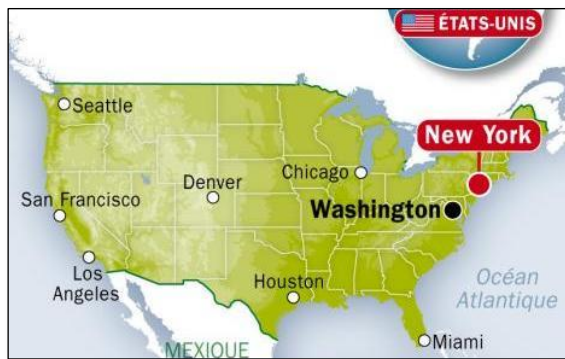 ÉTATS-UNIS
Seattle
New York
Chicago
Denver
San Francisco
Washington
Los
Angeles
Houston
Océan
Atlantique
Miami
MEXIQUE